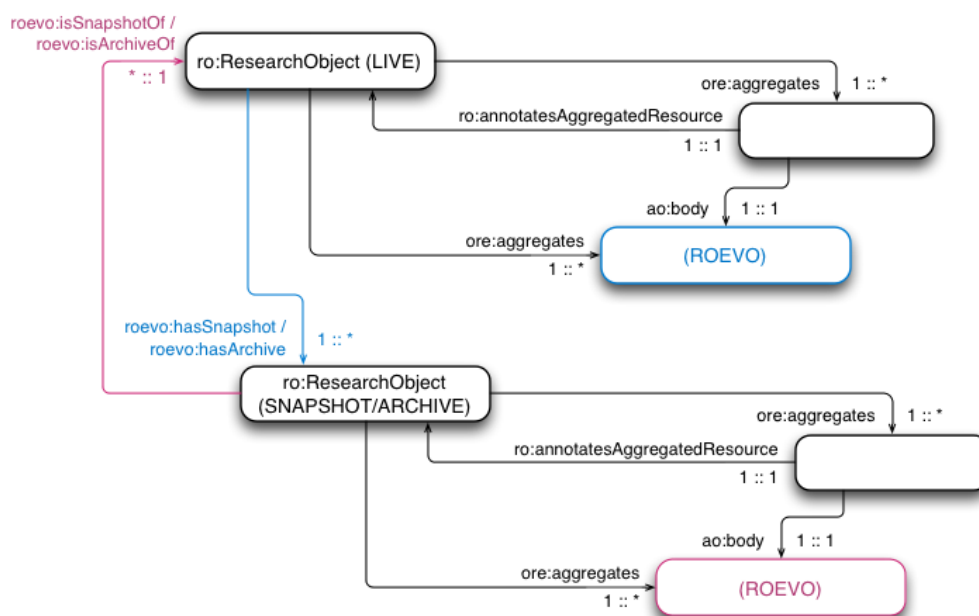 roevo:isSnapshotOf /
roevo:isArchiveOf
* :: 1
ro:ResearchObject (LIVE)
ore:aggregates
1 :: *
ro:annotatesAggregatedResource
1 :: 1
ao:body
1 :: 1
ore:aggregates
1 :: *
(ROEVO)
roevo:hasSnapshot /
roevo:hasArchive
1 :: *
ro:ResearchObject
(SNAPSHOT/ARCHIVE)
ore:aggregates
1 :: *
ro:annotatesAggregatedResource
1 :: 1
ao:body
1 :: 1
ore:aggregates
1 :: *
(ROEVO)